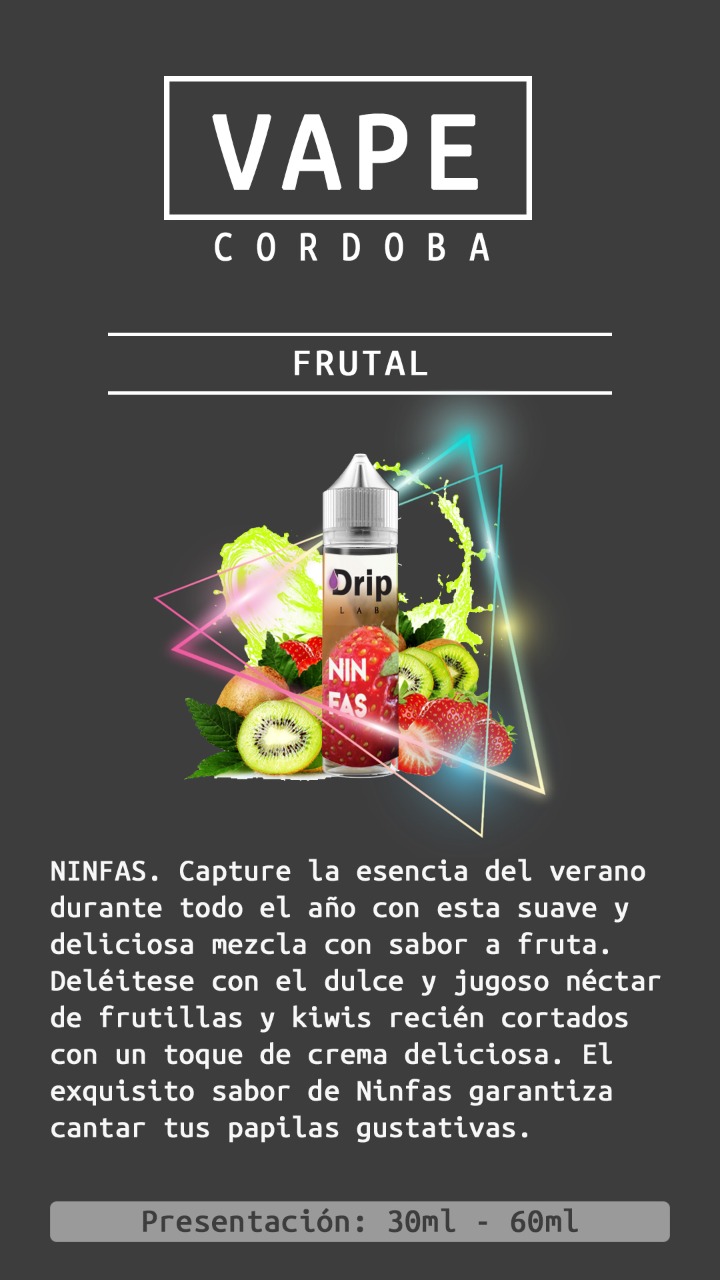 VAPE
CORDOBA
FRUTAL
Drip
LAB
NIN
FAS
NINFAS. Capture la esencia del verano
durante todo el año con esta suave y
deliciosa mezcla con sabor a fruta.
Deléitese con el dulce y jugoso néctar
de frutillas y kiwis recién cortados
con un toque de crema deliciosa. El
exquisito sabor de Ninfas garantiza
cantar tus papilas gustativas.
Presentación: 30ml - 60ml